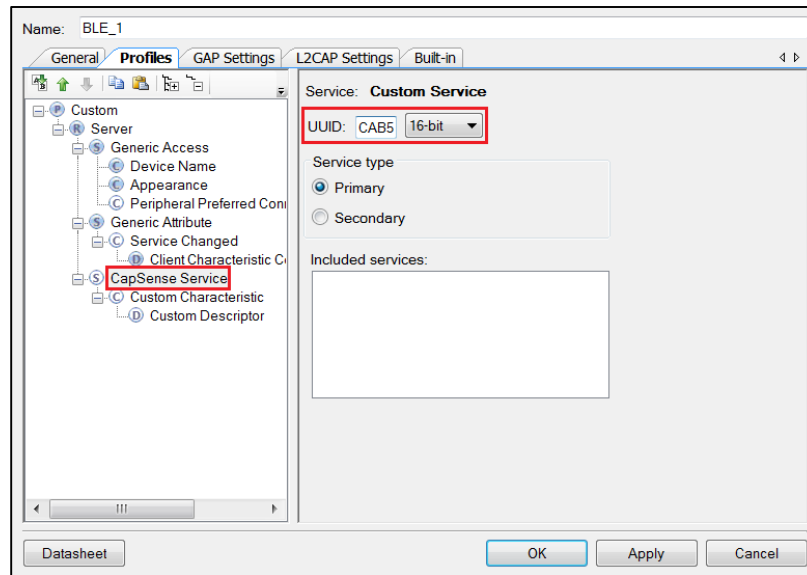 Name: BLE_1
General Profiles GAP Settings L2CAP Settings Built-in
Custom
Server
Generic Access
Device Name
Appearance
Peripheral Preferred Conn
Generic Attribute
Service Changed
Client Characteristic Co
CapSense Service
Custom Characteristic
Custom Descriptor
Service: Custom Service
UUID: CAB5 16-bit
Service type
Primary
Secondary
Included services:
Datasheet OK Apply Cancel